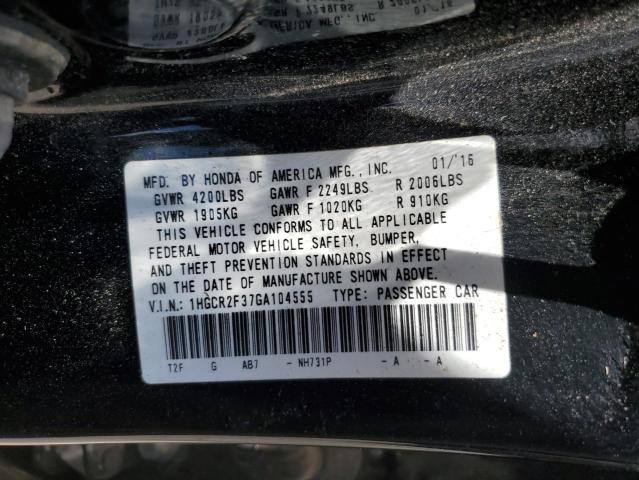 MFD. BY HONDA OF AMERICA MFG., INC. 01/'16
GVWR 4200LBS GAWR F 2249LBS R 2006LBS
GVWR 1905KG GAWR F 1020KG R 910KG
THIS VEHICLE CONFORMS TO ALL APPLICABLE
FEDERAL MOTOR VEHICLE SAFETY, BUMPER,
AND THEFT PREVENTION STANDARDS IN EFFECT
ON THE DATE OF MANUFACTURE SHOWN ABOVE.
V.I.N.: 1HGCR2F37GA104555 TYPE: PASSENGER CAR
T2F G AB7 -NH731P -A -A